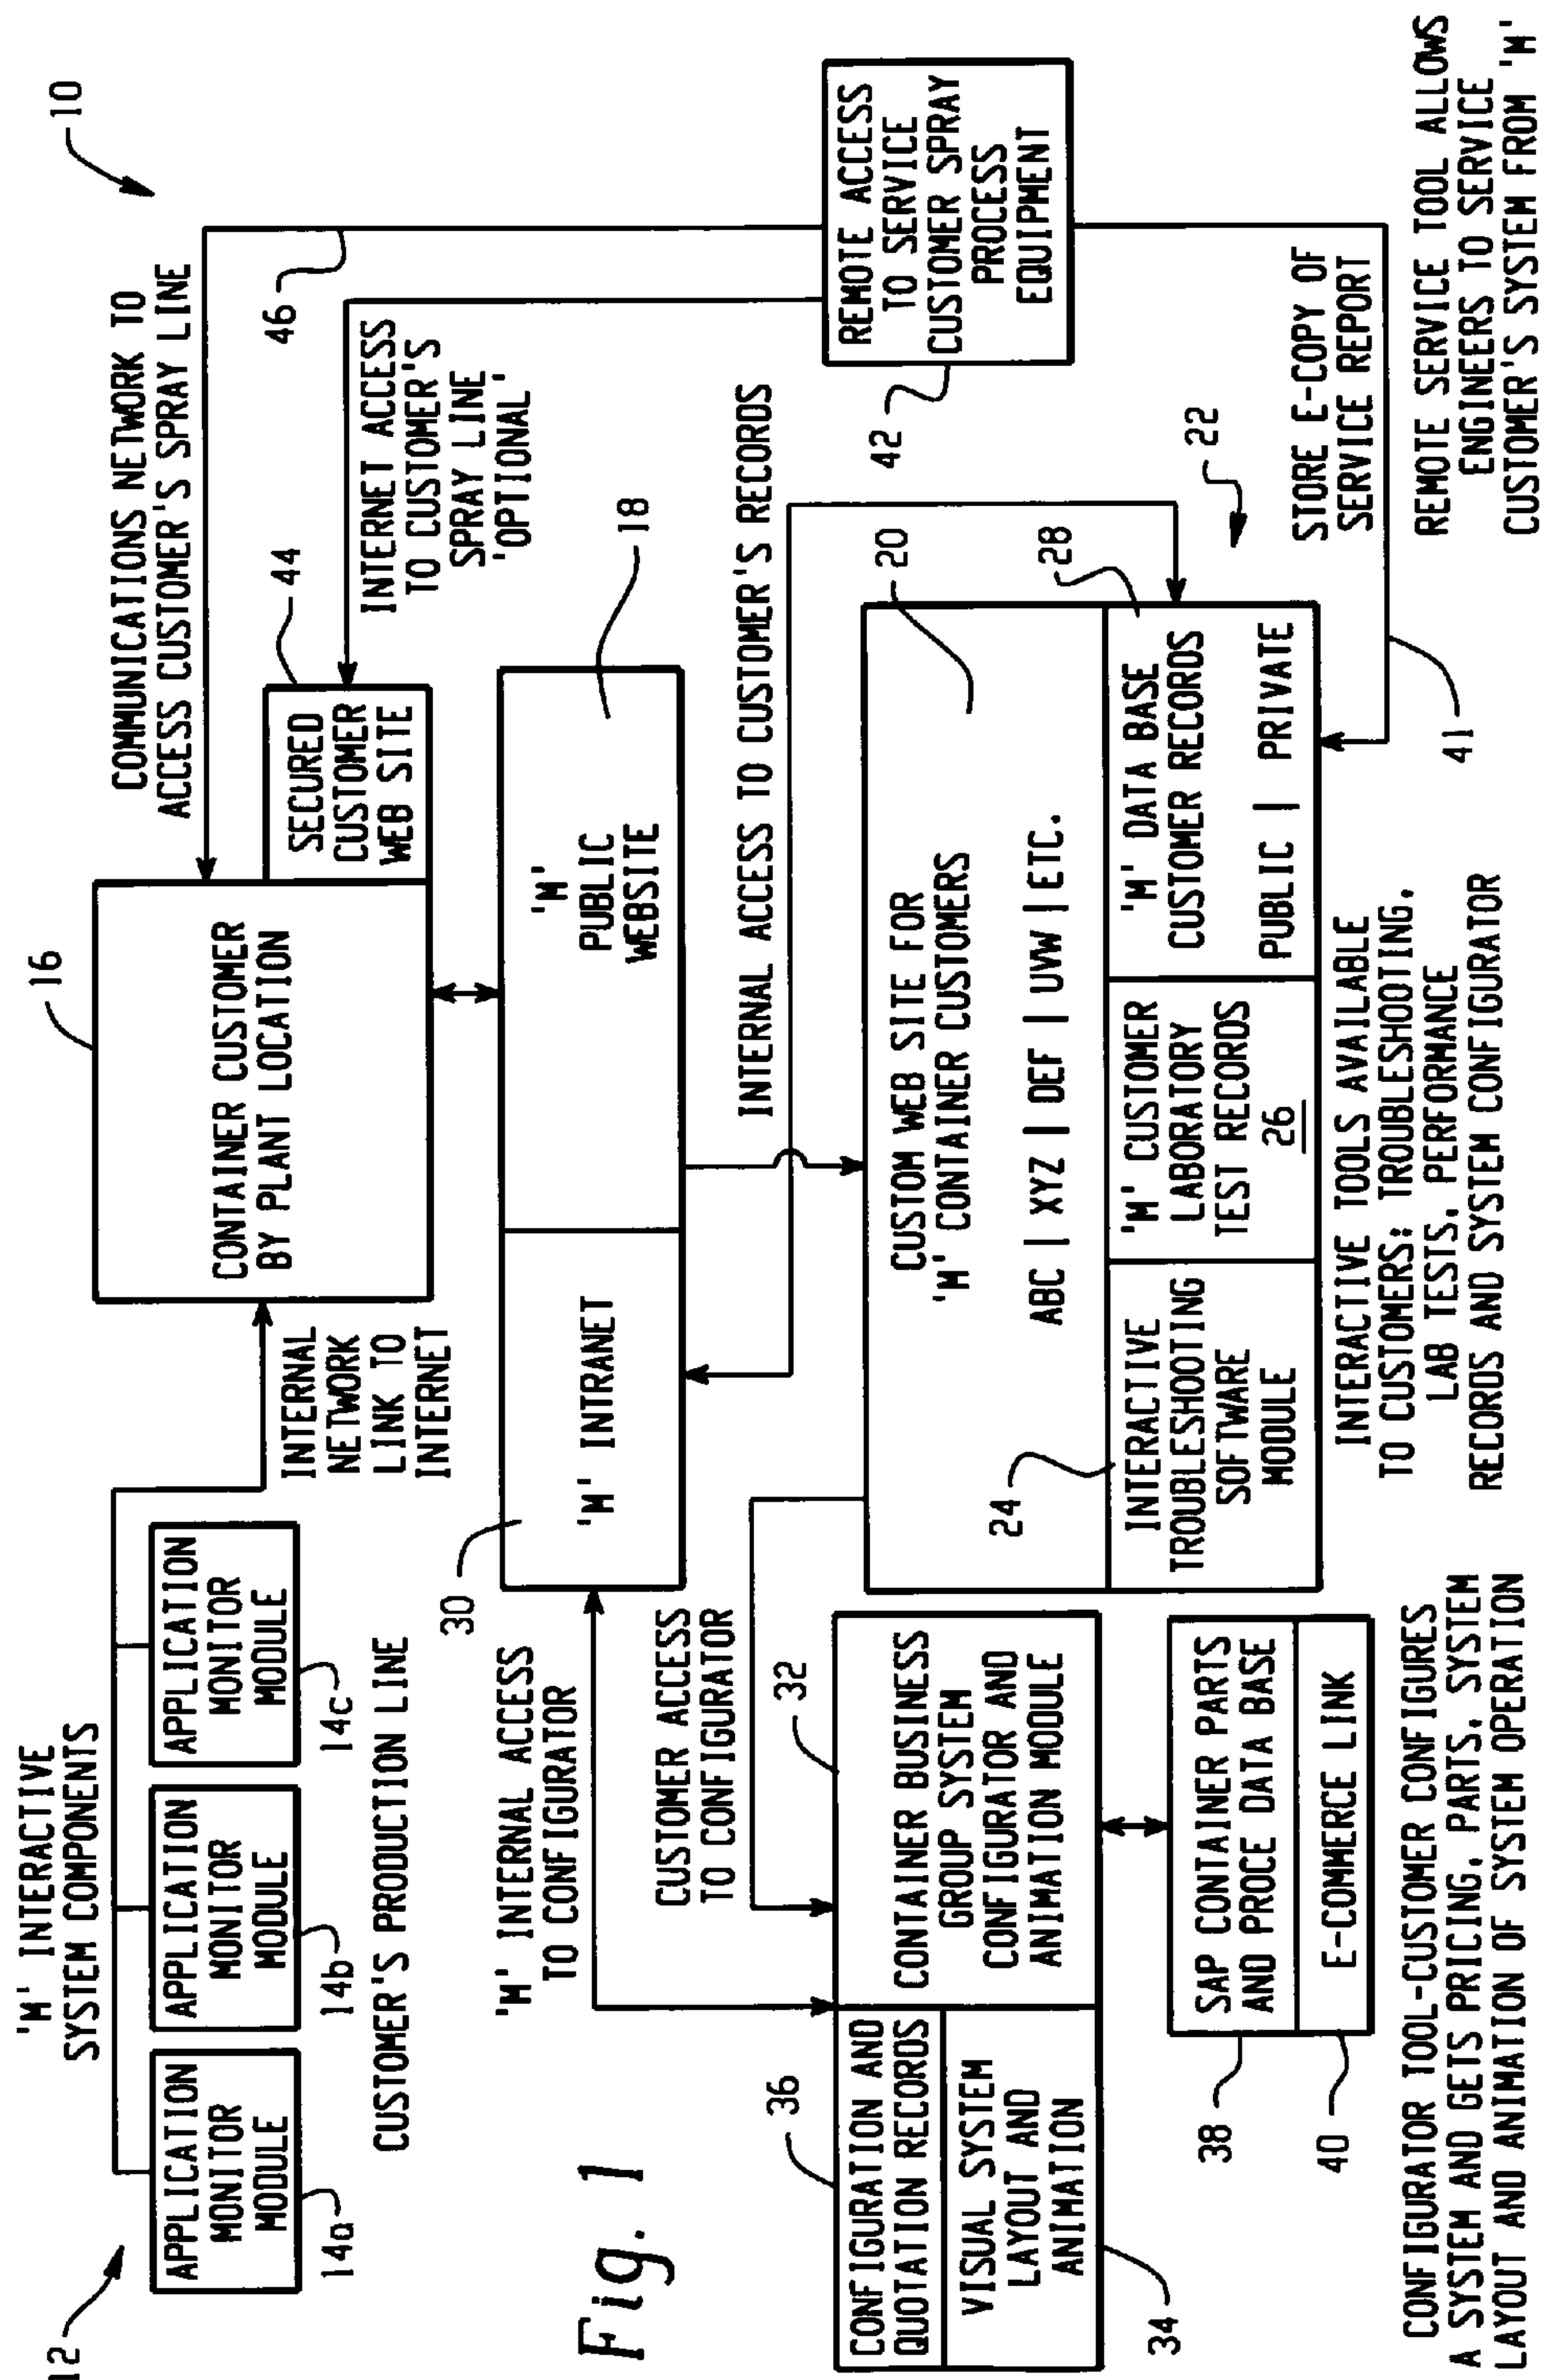 12
'M' INTERACTIVE
SYSTEM COMPONENTS
APPLICATION
MONITOR
MODULE
14a
APPLICATION
MONITOR
MODULE
14b
APPLICATION
MONITOR
MODULE
14c
CUSTOMER'S PRODUCTION LINE
INTERNAL
NETWORK
LINK TO
INTERNET
16
CONTAINER CUSTOMER
BY PLANT LOCATION
SECURED
CUSTOMER
WEB SITE
44
COMMUNICATIONS NETWORK TO
ACCESS CUSTOMER'S SPRAY LINE
46
10
INTERNET ACCESS
TO CUSTOMER'S
SPRAY LINE
'OPTIONAL'
Fig. 1
30
'M' INTRANET
'M'
PUBLIC
WEBSITE
18
'M' INTERNAL ACCESS
TO CONFIGURATOR
CUSTOMER ACCESS
TO CONFIGURATOR
INTERNAL ACCESS TO CUSTOMER'S RECORDS
REMOTE ACCESS
TO SERVICE
CUSTOMER SPRAY
PROCESS
EQUIPMENT
42
36
CONFIGURATION AND
QUOTATION RECORDS
VISUAL SYSTEM
LAYOUT AND
ANIMATION
34
32
CONTAINER BUSINESS
GROUP SYSTEM
CONFIGURATOR AND
ANIMATION MODULE
20
CUSTOM WEB SITE FOR
'M' CONTAINER CUSTOMERS
ABC | XYZ | DEF | UVW | ETC.
24
INTERACTIVE
TROUBLESHOOTING
SOFTWARE
MODULE
'M' CUSTOMER
LABORATORY
TEST RECORDS
26
28
'M' DATA BASE
CUSTOMER RECORDS
PUBLIC | PRIVATE
22
38
SAP CONTAINER PARTS
AND PROCE DATA BASE
40
E-COMMERCE LINK
STORE E-COPY OF
SERVICE REPORT
41
CONFIGURATOR TOOL-CUSTOMER CONFIGURES
A SYSTEM AND GETS PRICING, PARTS, SYSTEM
LAYOUT AND ANIMATION OF SYSTEM OPERATION
INTERACTIVE TOOLS AVAILABLE
TO CUSTOMERS: TROUBLESHOOTING,
LAB TESTS, PERFORMANCE
RECORDS AND SYSTEM CONFIGURATOR
REMOTE SERVICE TOOL ALLOWS
ENGINEERS TO SERVICE
CUSTOMER'S SYSTEM FROM 'M'